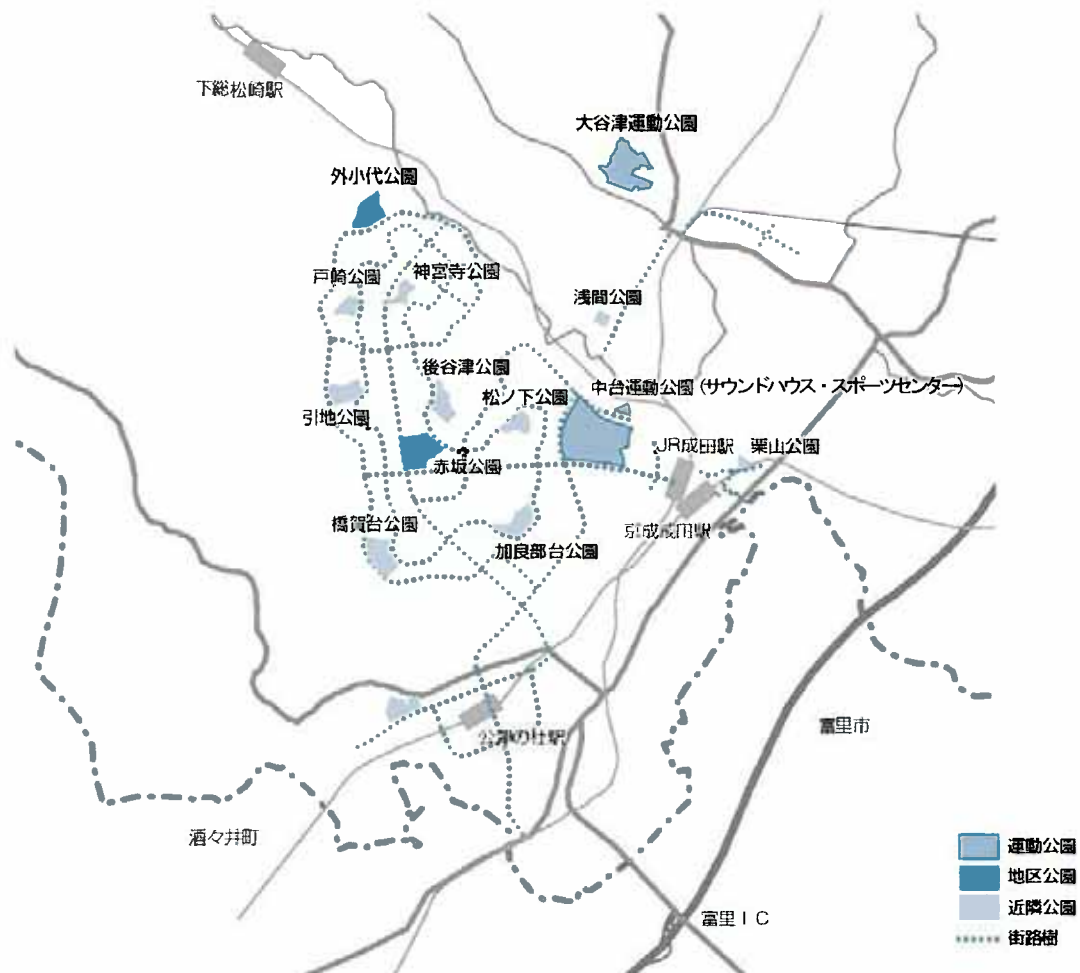 下総松崎駅
大谷津運動公園
外小代公園
戸崎公園
神宮寺公園
浅間公園
後谷津公園
中台運動公園（サウンドハウス・スポーツセンター）
松ノ下公園
引地公園
JR成田駅
栗山公園
赤坂公園
橋賀台公園
京成成田駅
加良部台公園
富里市
公津の杜駅
酒々井町
運動公園
地区公園
近隣公園
街路樹
富里ＩＣ